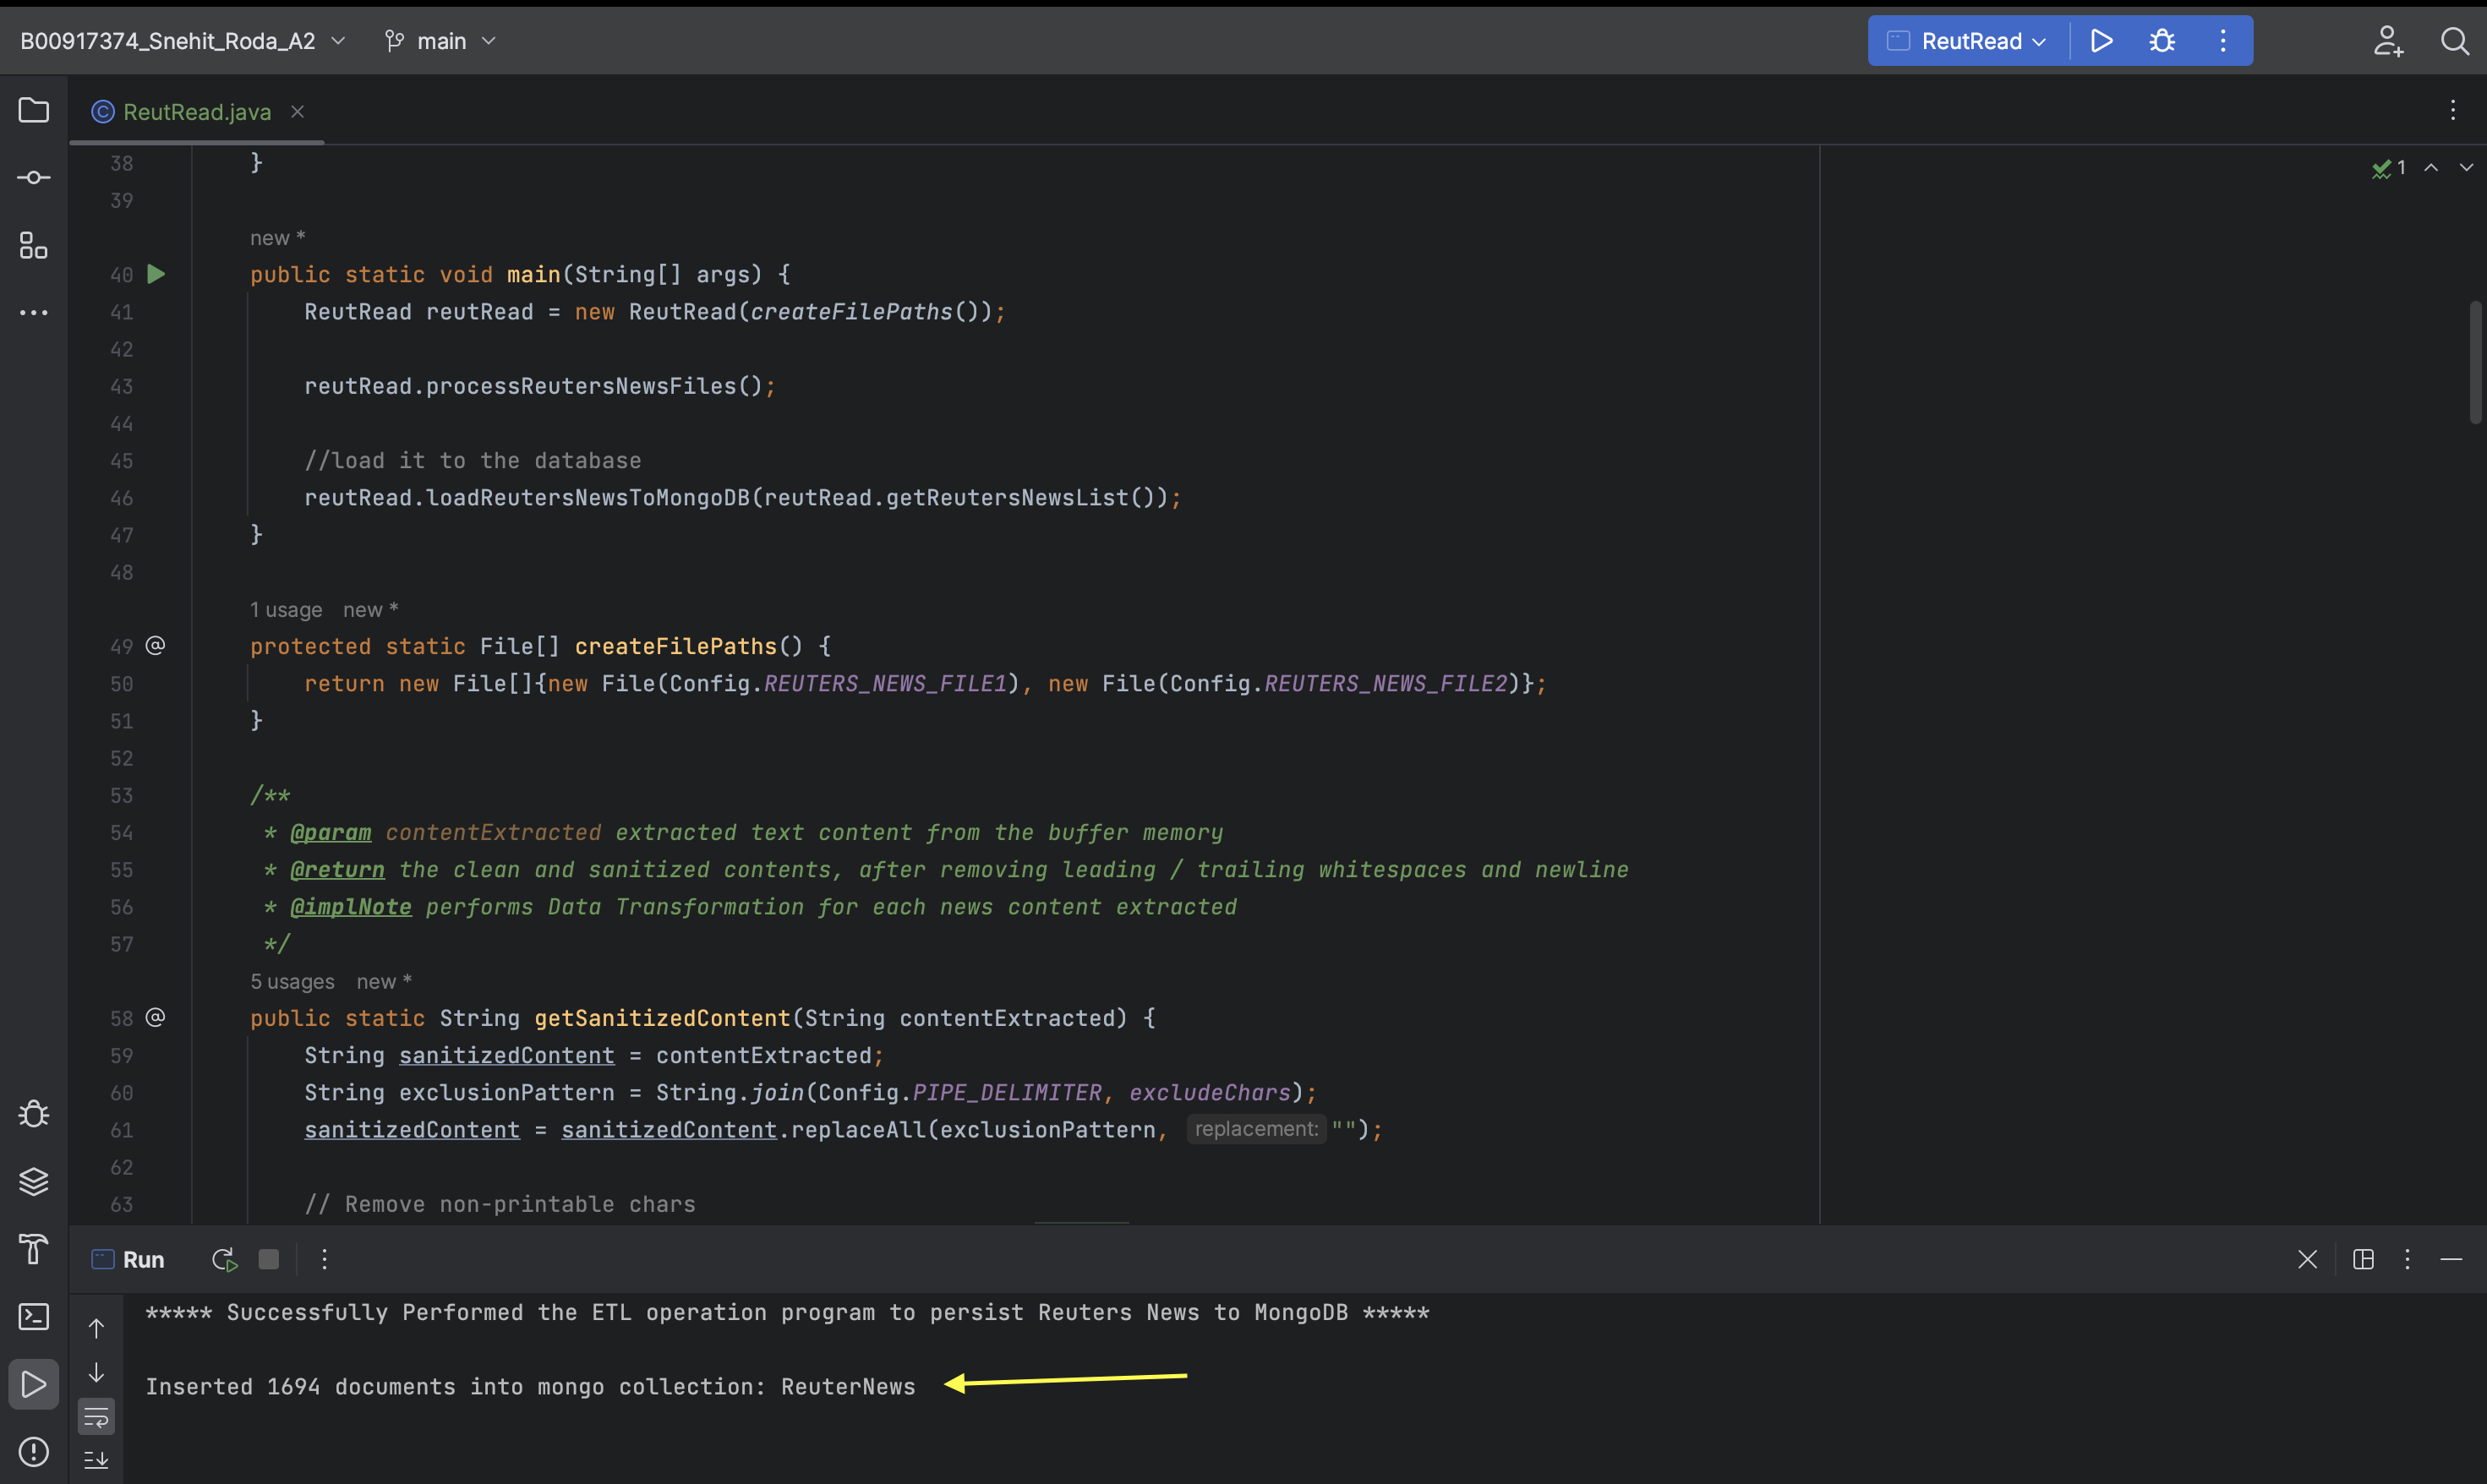 B00917374_Snehit_Roda_A2 main ReutRead
ReutRead.java
1
38 }
39
new *
40 public static void main(String[] args) {
41 ReutRead reutRead = new ReutRead(createFilePaths());
42
43 reutRead.processReutersNewsFiles();
44
45 //load it to the database
46 reutRead.loadReutersNewsToMongoDB(reutRead.getReutersNewsList());
47 }
48
1 usage new *
49 @ protected static File[] createFilePaths() {
50 return new File[]{new File(Config.REUTERS_NEWS_FILE1), new File(Config.REUTERS_NEWS_FILE2)};
51 }
52
53 /**
54 * @param contentExtracted extracted text content from the buffer memory
55 * @return the clean and sanitized contents, after removing leading / trailing whitespaces and newline
56 * @implNote performs Data Transformation for each news content extracted
57 */
5 usages new *
58 @ public static String getSanitizedContent(String contentExtracted) {
59 String sanitizedContent = contentExtracted;
60 String exclusionPattern = String.join(Config.PIPE_DELIMITER, excludeChars);
61 sanitizedContent = sanitizedContent.replaceAll(exclusionPattern, replacement: "");
62
63 // Remove non-printable chars
Run
***** Successfully Performed the ETL operation program to persist Reuters News to MongoDB *****
Inserted 1694 documents into mongo collection: ReuterNews